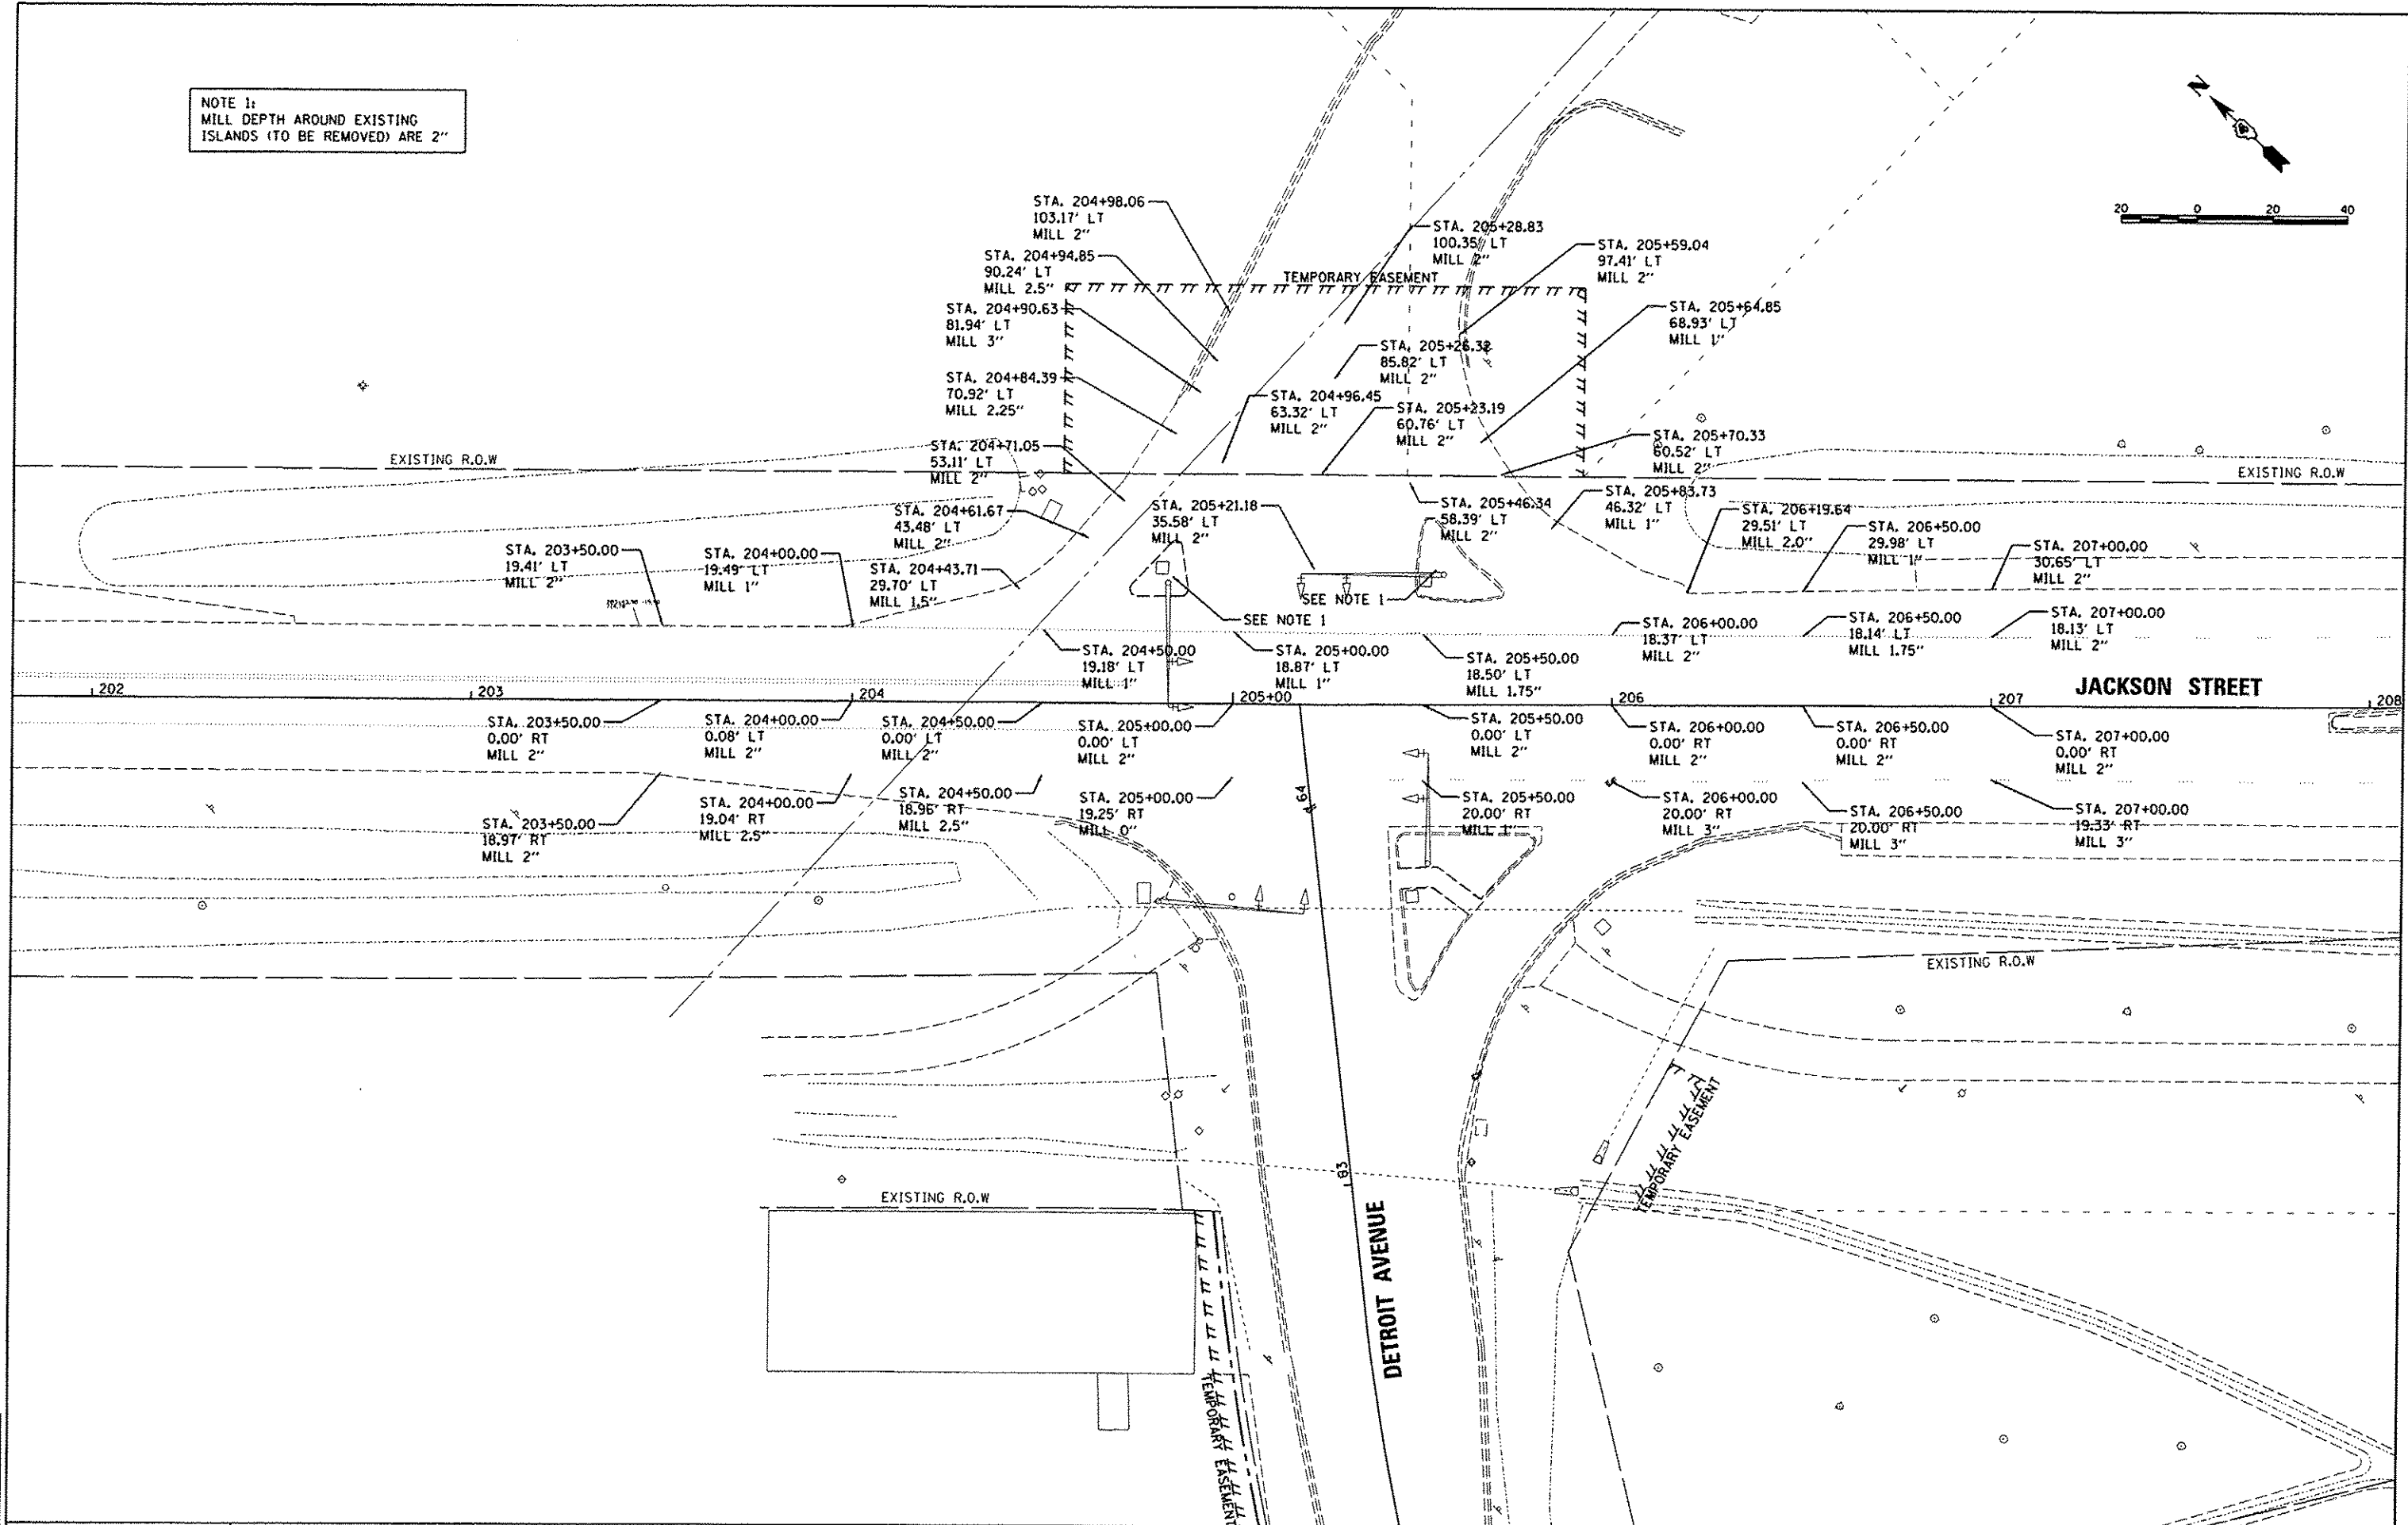 NOTE 1:
MILL DEPTH AROUND EXISTING
ISLANDS (TO BE REMOVED) ARE 2"
N
20 0 20 40
STA. 204+98.06
103.17' LT
MILL 2"
STA. 204+94.85
90.24' LT
MILL 2.5"
STA. 204+90.63
81.94' LT
MILL 3"
STA. 204+84.39
70.92' LT
MILL 2.25"
STA. 204+71.05
53.11' LT
MILL 2"
STA. 204+61.67
43.48' LT
MILL 2"
STA. 204+43.71
29.70' LT
MILL 1.5"
STA. 205+28.83
100.35' LT
MILL 2"
TEMPORARY EASEMENT
STA. 205+59.04
97.41' LT
MILL 2"
STA. 205+64.85
68.93' LT
MILL 1"
STA. 205+26.32
85.82' LT
MILL 2"
STA. 204+96.45
63.32' LT
MILL 2"
STA. 205+23.19
60.76' LT
MILL 2"
STA. 205+70.33
60.52' LT
MILL 2"
EXISTING R.O.W
EXISTING R.O.W
STA. 205+21.18
35.58' LT
MILL 2"
STA. 205+46.34
58.39' LT
MILL 2"
STA. 205+83.73
46.32' LT
MILL 1"
STA. 206+19.64
29.51' LT
MILL 2.0"
STA. 206+50.00
29.98' LT
MILL 1"
STA. 207+00.00
30.65' LT
MILL 2"
STA. 203+50.00
19.41' LT
MILL 2"
STA. 204+00.00
19.49' LT
MILL 1"
SEE NOTE 1
SEE NOTE 1
STA. 204+50.00
19.18' LT
MILL 1"
STA. 205+00.00
18.87' LT
MILL 1"
STA. 205+50.00
18.50' LT
MILL 1.75"
STA. 206+00.00
18.37' LT
MILL 2"
STA. 206+50.00
18.14' LT
MILL 1.75"
STA. 207+00.00
18.13' LT
MILL 2"
JACKSON STREET
202 203 204 205+00 206 207 208
STA. 203+50.00
0.00' RT
MILL 2"
STA. 204+00.00
0.08' LT
MILL 2"
STA. 204+50.00
0.00' LT
MILL 2"
STA. 205+00.00
0.00' LT
MILL 2"
STA. 205+50.00
0.00' LT
MILL 2"
STA. 206+00.00
0.00' RT
MILL 2"
STA. 206+50.00
0.00' RT
MILL 2"
STA. 207+00.00
0.00' RT
MILL 2"
STA. 203+50.00
18.97' RT
MILL 2"
STA. 204+00.00
19.04' RT
MILL 2.5"
STA. 204+50.00
18.96' RT
MILL 2.5"
STA. 205+00.00
19.25' RT
MILL 0"
64
STA. 205+50.00
20.00' RT
MILL 1"
STA. 206+00.00
20.00' RT
MILL 3"
STA. 206+50.00
20.00' RT
MILL 3"
STA. 207+00.00
19.33' RT
MILL 3"
EXISTING R.O.W
TEMPORARY EASEMENT
83
EXISTING R.O.W
DETROIT AVENUE
TEMPORARY EASEMENT